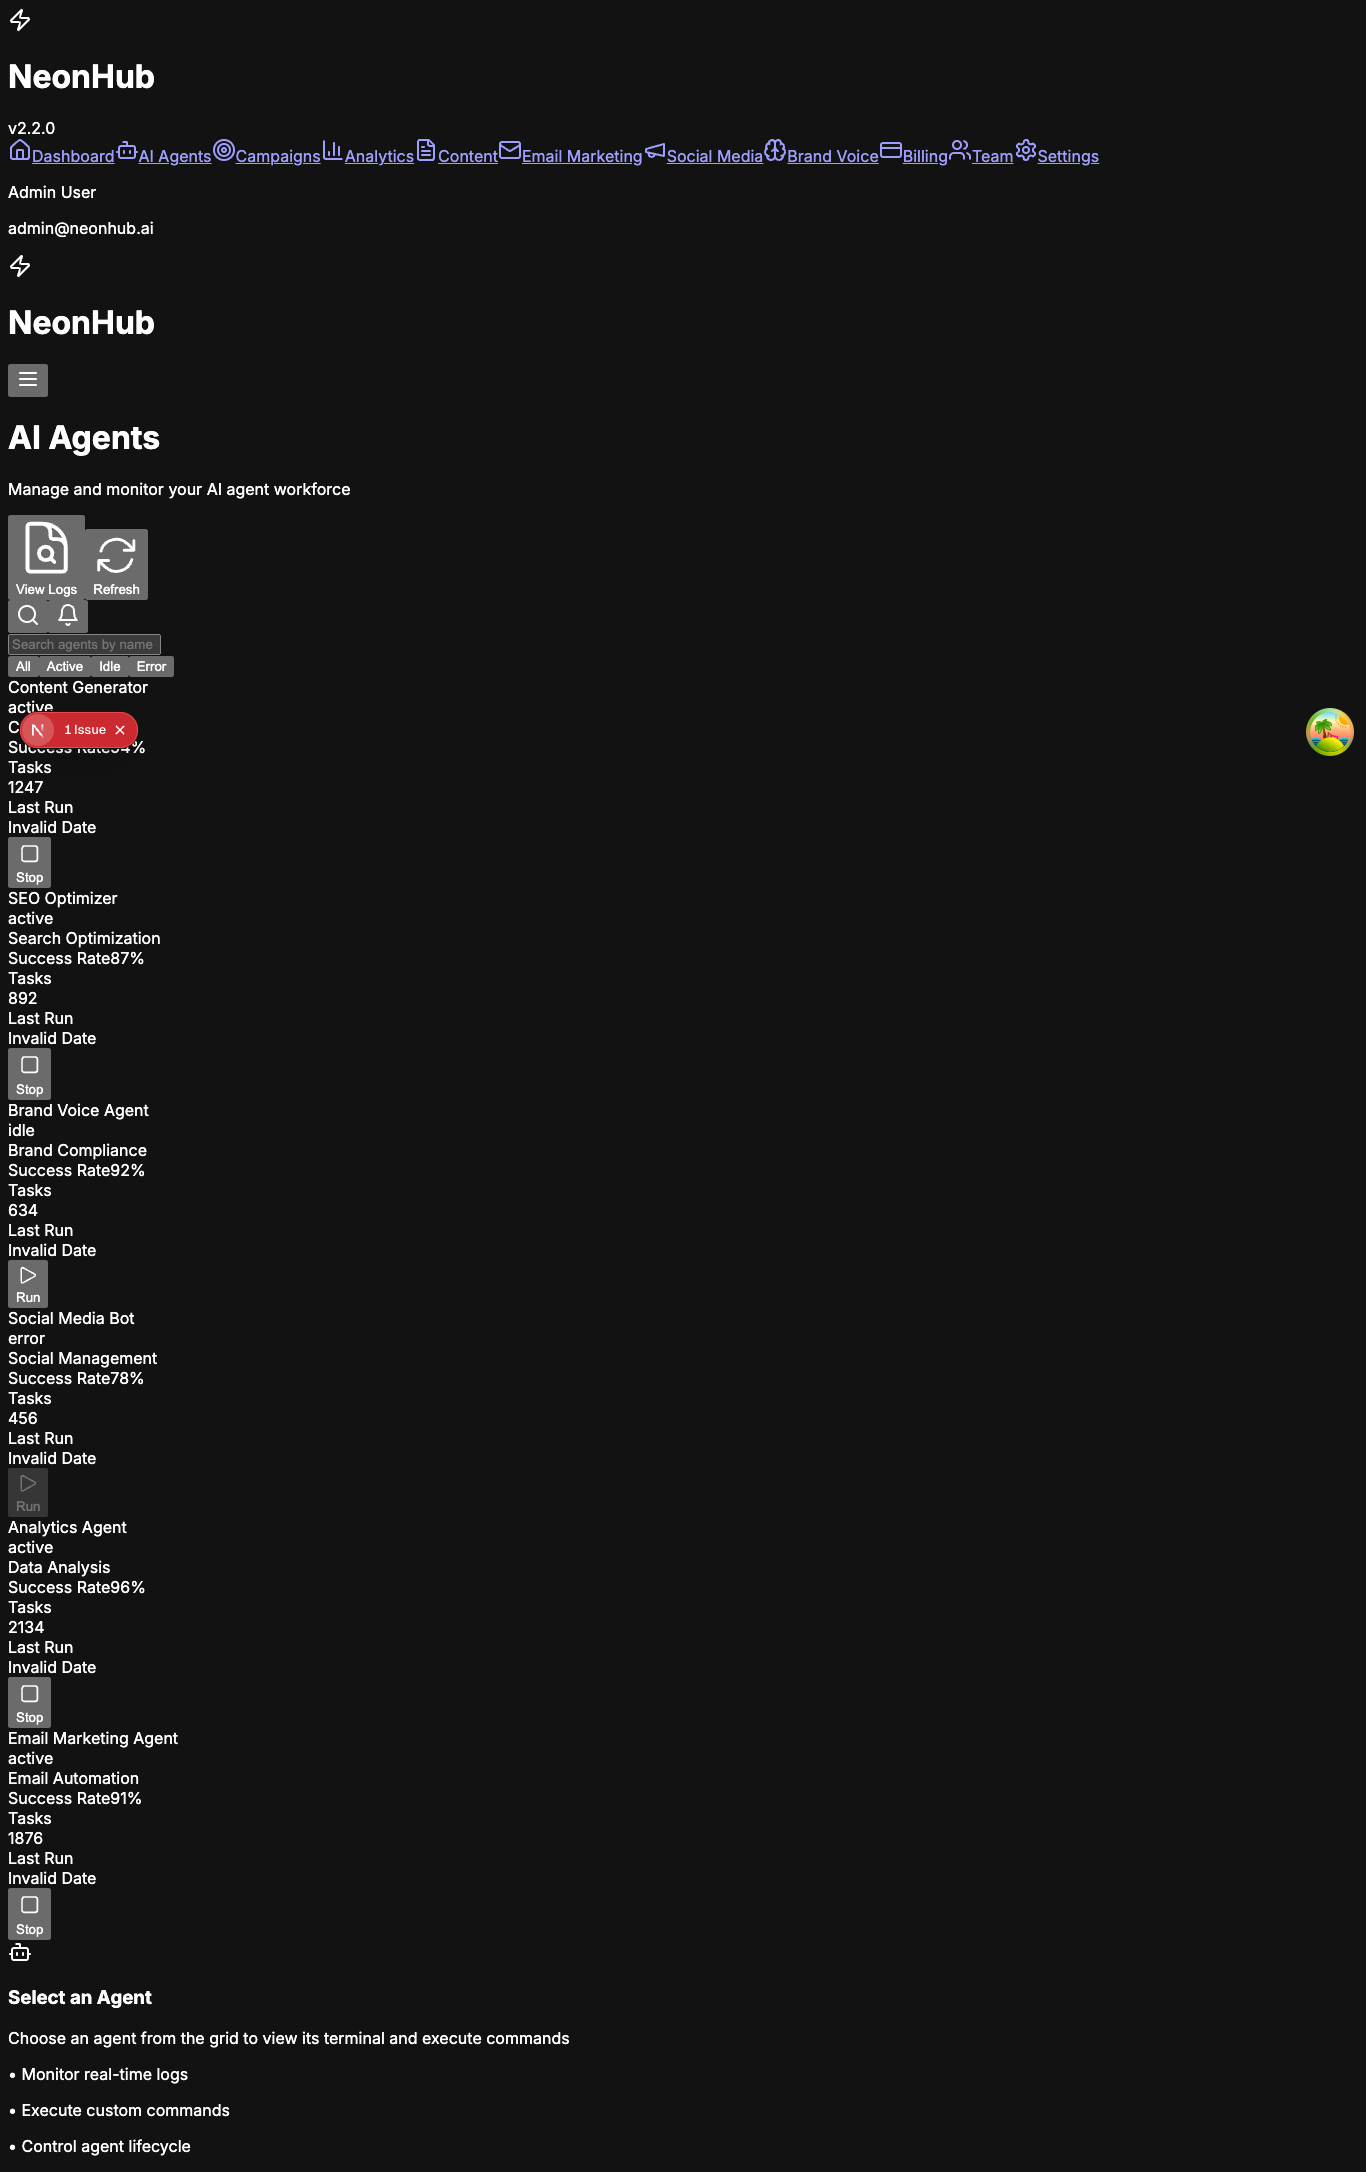 NeonHub
v2.2.0
Dashboard AI Agents Campaigns Analytics Content Email Marketing Social Media Brand Voice Billing Team Settings
Admin User
admin@neonhub.ai
NeonHub
AI Agents
Manage and monitor your AI agent workforce
View Logs Refresh
Search agents by name
All Active Idle Error
Content Generator
active
N 1 Issue
Tasks
1247
Last Run
Invalid Date
Stop
SEO Optimizer
active
Search Optimization
Success Rate87%
Tasks
892
Last Run
Invalid Date
Stop
Brand Voice Agent
idle
Brand Compliance
Success Rate92%
Tasks
634
Last Run
Invalid Date
Run
Social Media Bot
error
Social Management
Success Rate78%
Tasks
456
Last Run
Invalid Date
Run
Analytics Agent
active
Data Analysis
Success Rate96%
Tasks
2134
Last Run
Invalid Date
Stop
Email Marketing Agent
active
Email Automation
Success Rate91%
Tasks
1876
Last Run
Invalid Date
Stop
Select an Agent
Choose an agent from the grid to view its terminal and execute commands
• Monitor real-time logs
• Execute custom commands
• Control agent lifecycle